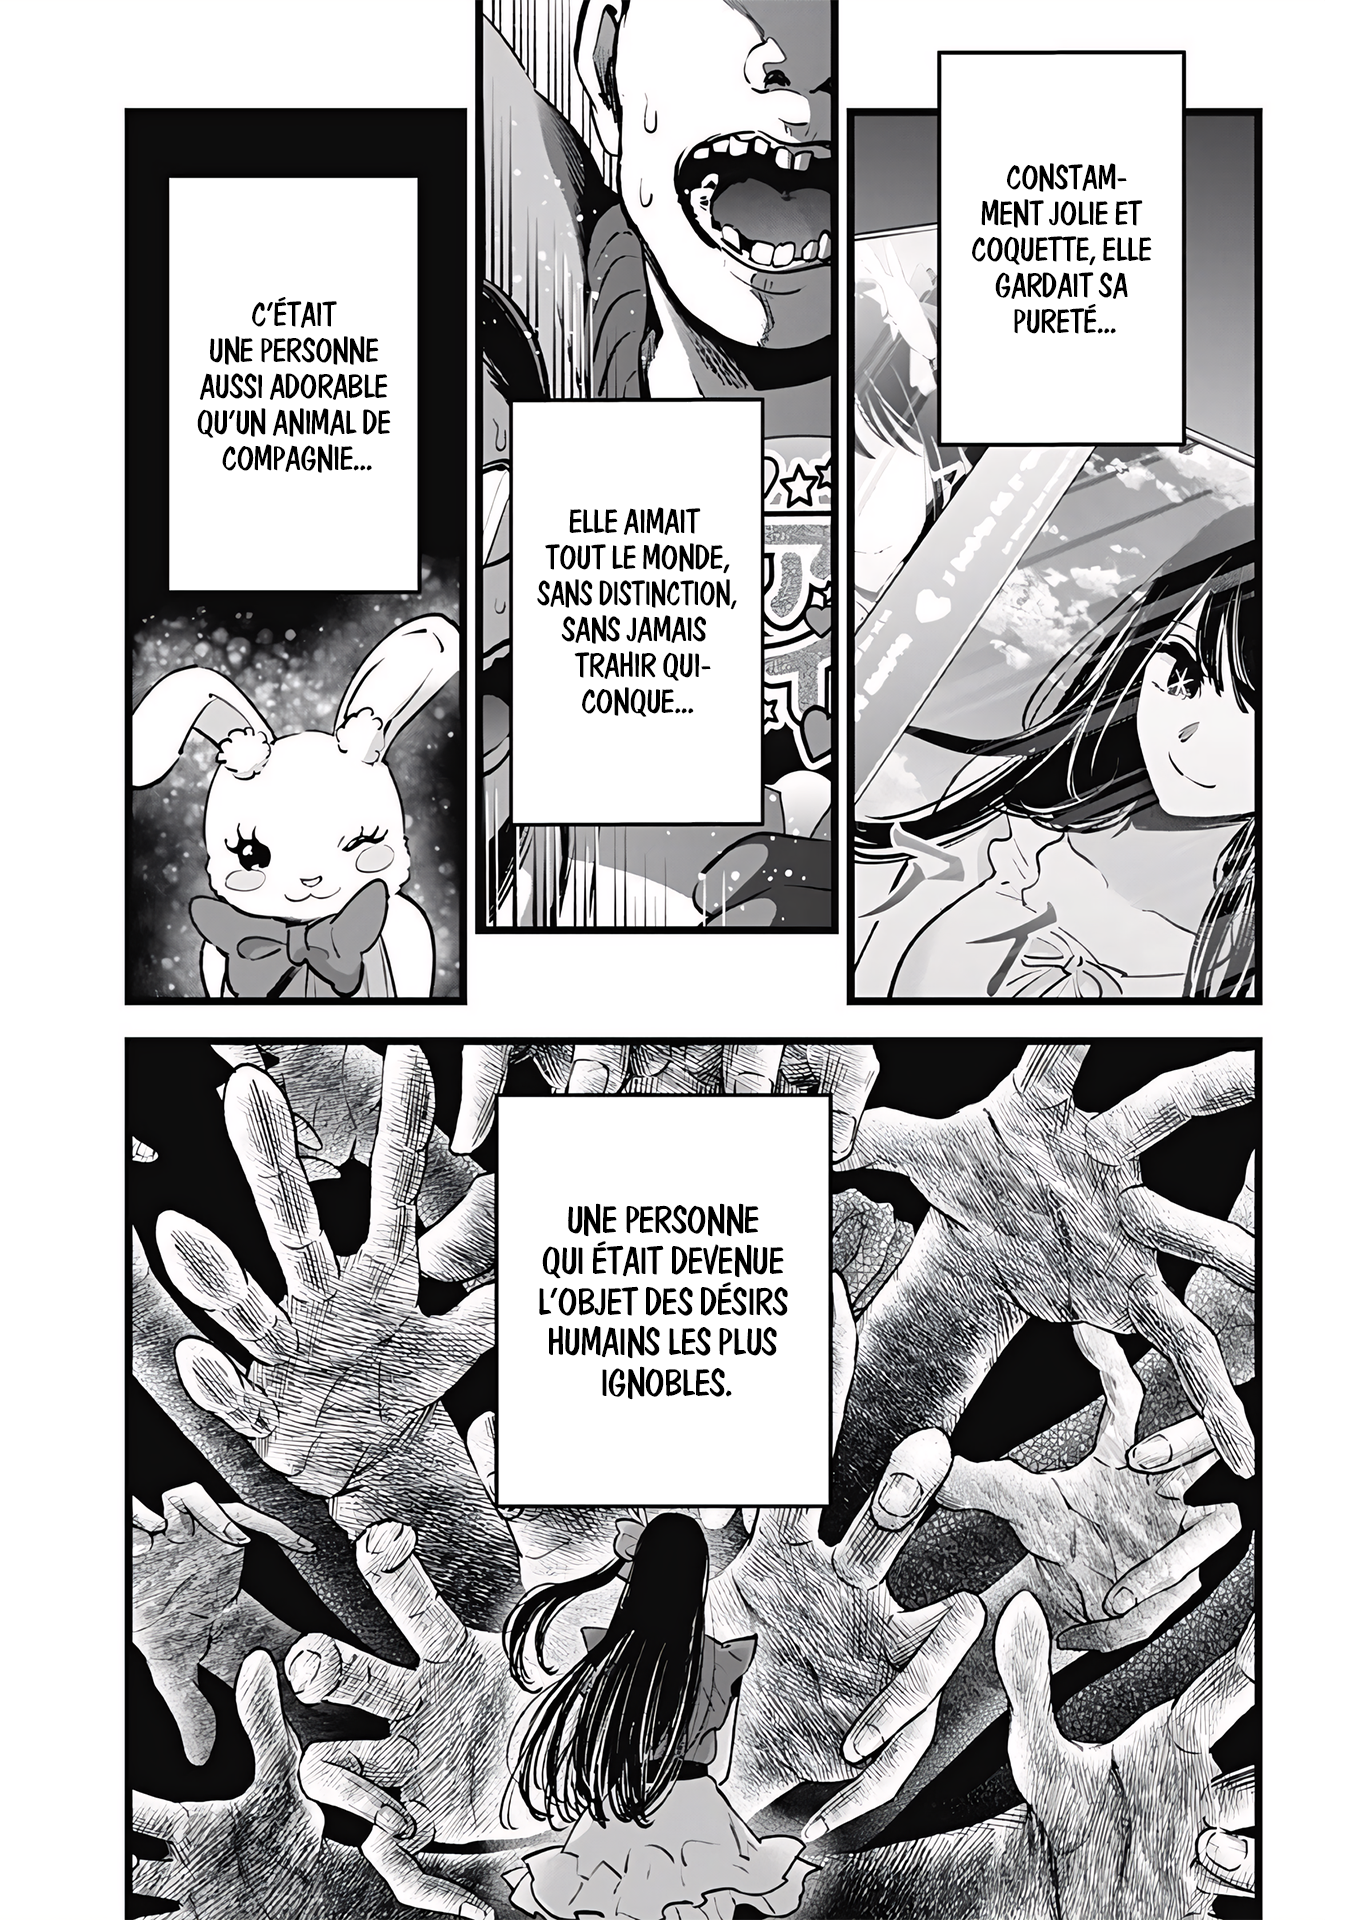 CONSTAM-
MENT JOLIE ET
COQUETTE, ELLE
GARDAIT SA
PURETÉ...
アイ
ELLE AIMAIT
TOUT LE MONDE,
SANS DISTINCTION,
SANS JAMAIS
TRAHIR QUI-
CONQUE...
C'ÉTAIT
UNE PERSONNE
AUSSI ADORABLE
QU'UN ANIMAL DE
COMPAGNIE...
UNE PERSONNE
QUI ÉTAIT DEVENUE
L'OBJET DES DÉSIRS
HUMAINS LES PLUS
IGNOBLES.